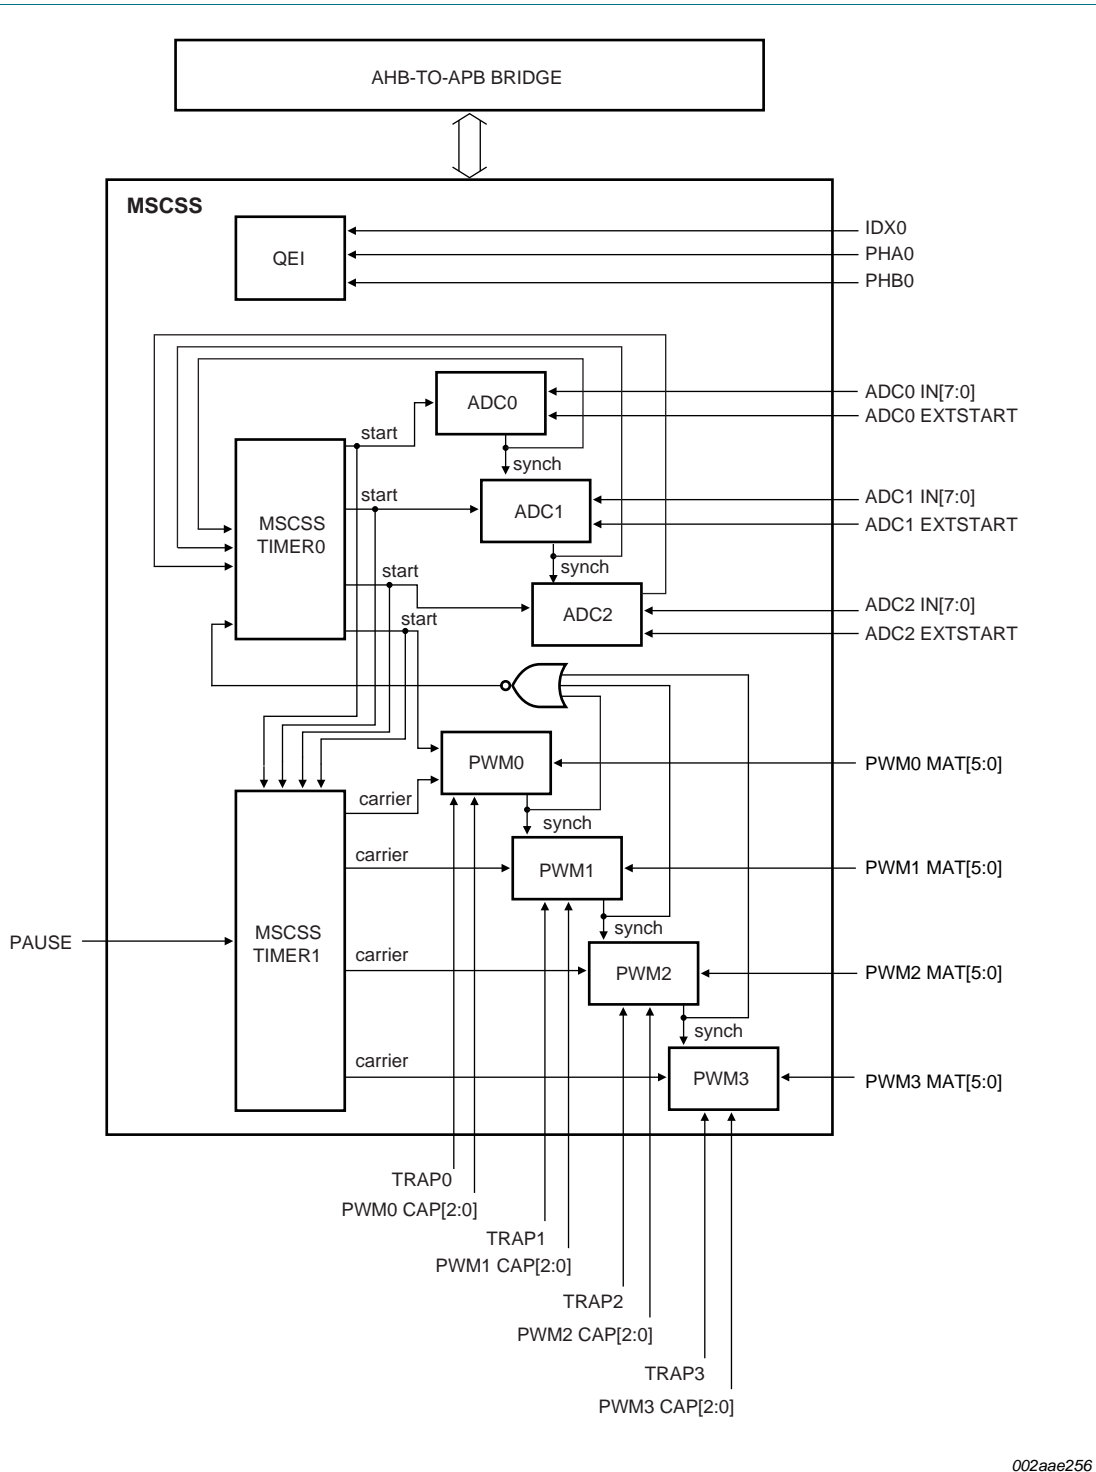 AHB-TO-APB BRIDGE
MSCSS
QEI
IDX0
PHA0
PHB0
ADC0
ADC0 IN[7:0]
ADC0 EXTSTART
start
synch
start
MSCSS
TIMER0
ADC1
ADC1 IN[7:0]
ADC1 EXTSTART
synch
start
ADC2
ADC2 IN[7:0]
ADC2 EXTSTART
start
PWM0
PWM0 MAT[5:0]
carrier
synch
carrier
PWM1
PWM1 MAT[5:0]
PAUSE
MSCSS
TIMER1
synch
carrier
PWM2
PWM2 MAT[5:0]
synch
carrier
PWM3
PWM3 MAT[5:0]
TRAP0
PWM0 CAP[2:0]
TRAP1
PWM1 CAP[2:0]
TRAP2
PWM2 CAP[2:0]
TRAP3
PWM3 CAP[2:0]
002aae256